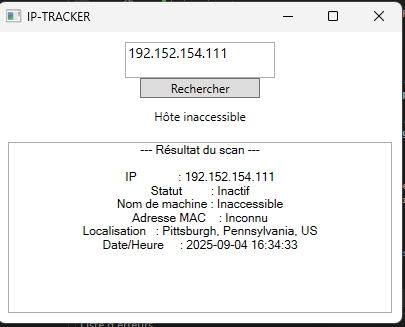 IP-TRACKER
192.152.154.111
Rechercher
Hôte inaccessible
--- Résultat du scan ---
IP : 192.152.154.111
Statut : Inactif
Nom de machine : Inaccessible
Adresse MAC : Inconnu
Localisation : Pittsburgh, Pennsylvania, US
Date/Heure : 2025-09-04 16:34:33